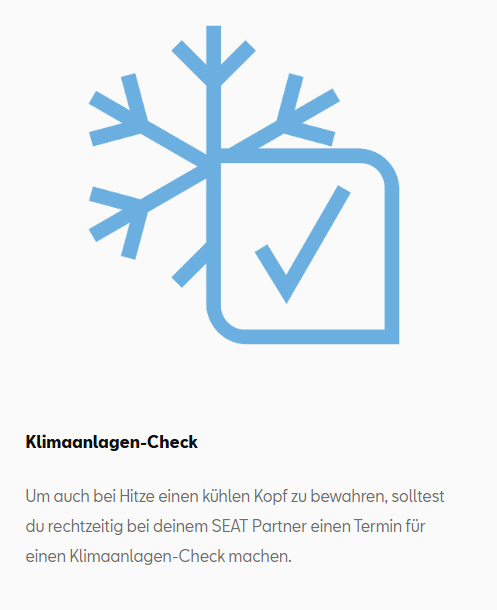 Klimaanlagen-Check
Um auch bei Hitze einen kühlen Kopf zu bewahren, solltest
du rechtzeitig bei deinem SEAT Partner einen Termin für
einen Klimaanlagen-Check machen.